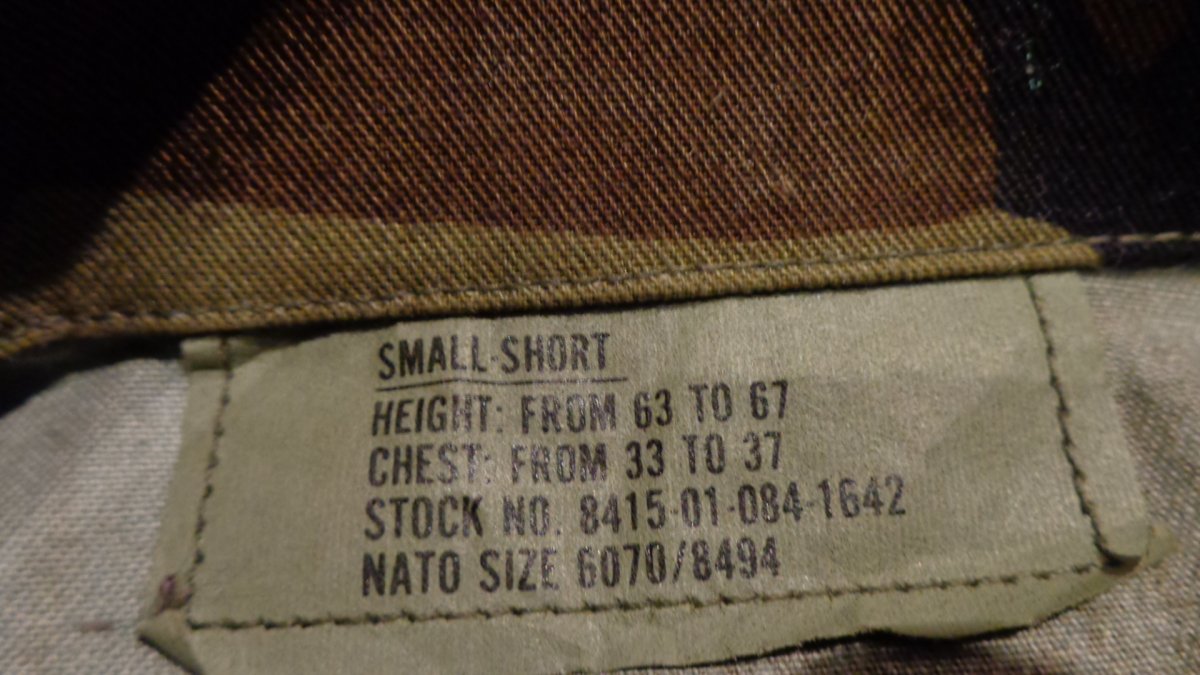 SMALL-SHORT
HEIGHT: FROM 63 TO 67
CHEST: FROM 33 TO 37
STOCK NO. 8415-01-084-1642
NATO SIZE 6070/8494